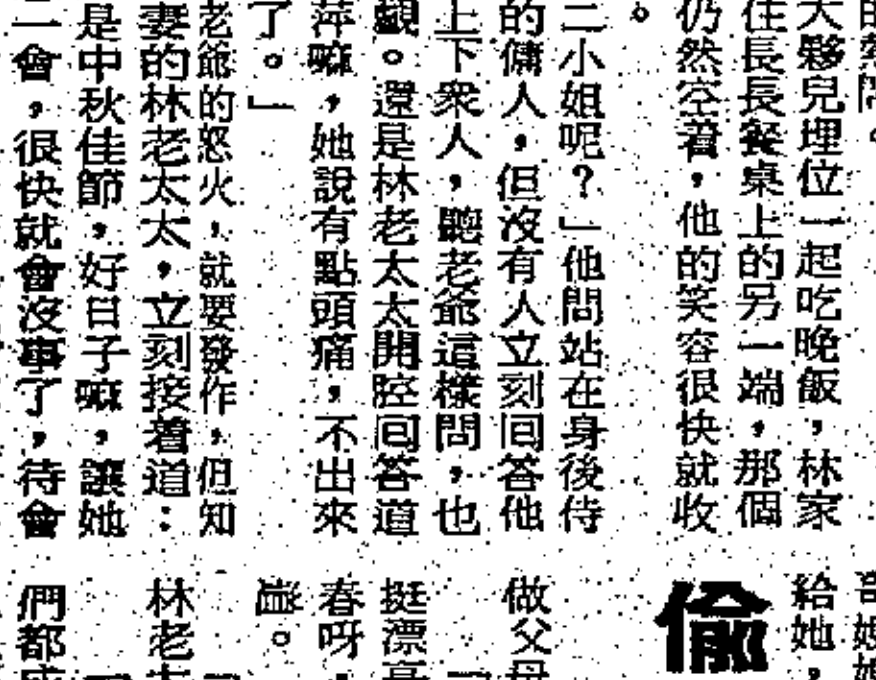 的熱鬧。
大夥兒埋位一起吃晚飯，林家
住長長餐桌上的另一端，那個
仍然空着，他的笑容很快就收
。
二小姐呢？」他問站在身後侍
的傭人，但沒有人立刻回答他
上下衆人，聽老爺這樣問，也
覷。還是林老太太開腔回答道
萍嘛，她說有點頭痛，不出來
了。」
老爺的怒火，就要發作，但知
妻的林老太太，立刻接着道：
是中秋佳節，好日子嘛，讓她
一會，很快就會沒事了，待會
給她，
偷
做父母
挺漂亮
春呀，
。
林老太
們都